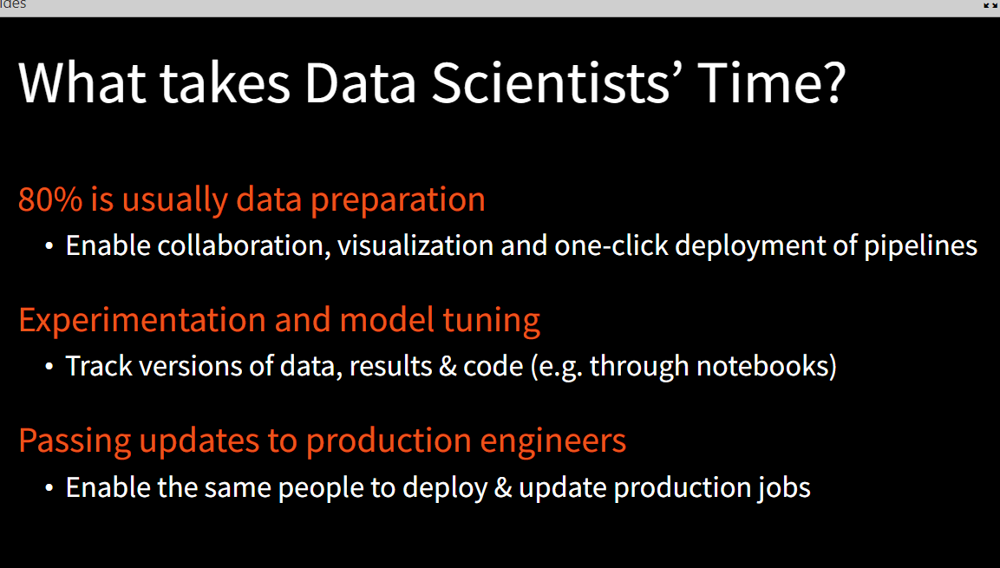 ides
What takes Data Scientists’ Time?
80% is usually data preparation
• Enable collaboration, visualization and one-click deployment of pipelines
Experimentation and model tuning
• Track versions of data, results & code (e.g. through notebooks)
Passing updates to production engineers
• Enable the same people to deploy & update production jobs